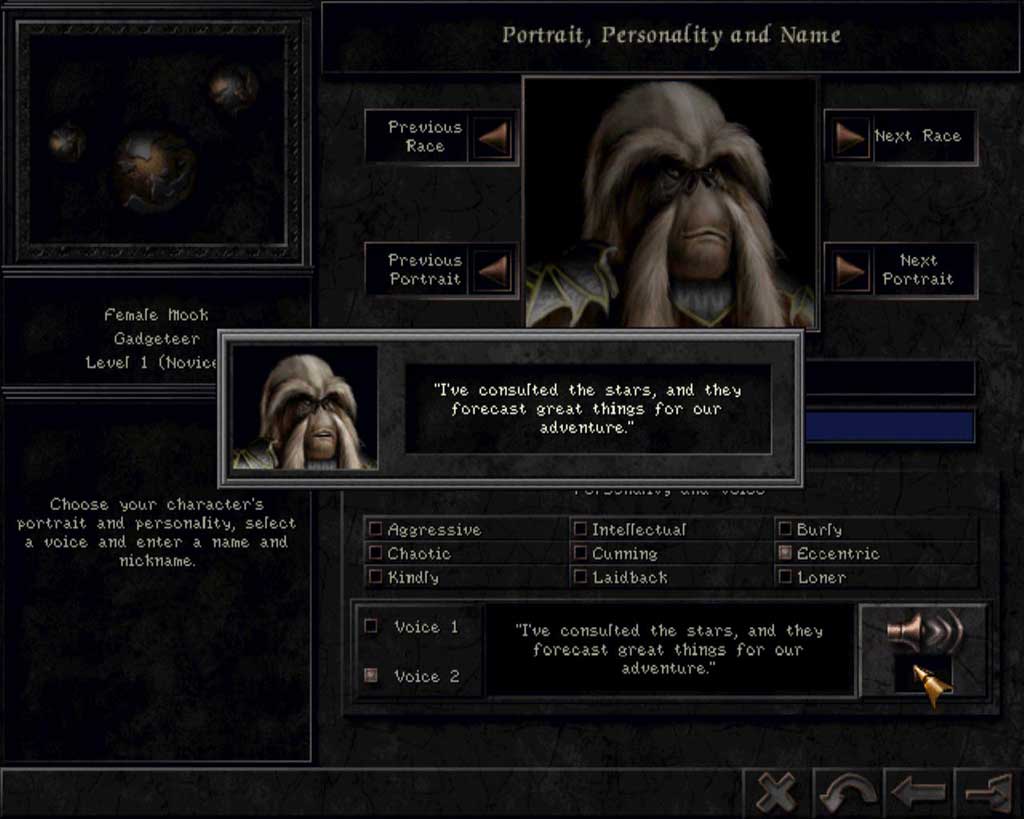 Portrait, Personality and Name
Previous
Race
Next Race
Previous
Portrait
Next
Portrait
Female Mook
Gadgeteer
Level 1 (Novice
"I've consulted the stars, and they
forecast great things for our
adventure."
Personality and Voice
Choose your character's
portrait and personality, select
a voice and enter a name and
nickname.
Aggressive
Intellectual
Burly
Chaotic
Cunning
Eccentric
Kindly
Laidback
Loner
Voice 1
Voice 2
"I've consulted the stars, and they
forecast great things for our
adventure."